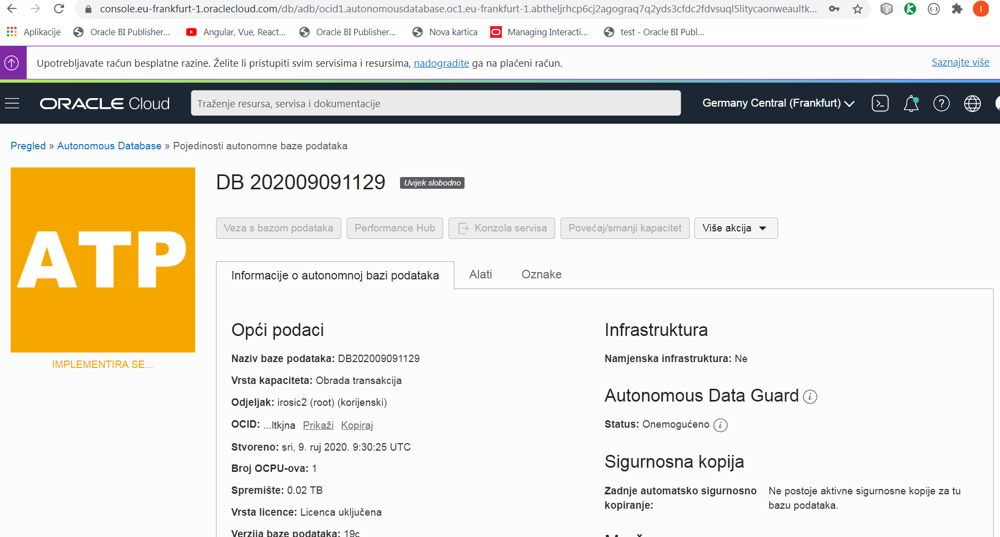 console.eu-frankfurt-1.oraclecloud.com/db/adb/ocid1.autonomousdatabase.oc1.eu-frankfurt-1.abtheljrhcp6cj2agograq7q2yds3cfdc2fdvsuql5litycaonweaultk...
I
Aplikacije
Oracle BI Publisher...
Angular, Vue, React...
Oracle BI Publisher...
Nova kartica
Managing Interacti...
test - Oracle BI Publ...
Upotrebljavate račun besplatne razine. Želite li pristupiti svim servisima i resursima, nadogradite ga na plaćeni račun.
Saznajte više
ORACLE Cloud
Traženje resursa, servisa i dokumentacije
Germany Central (Frankfurt)
Pregled » Autonomous Database » Pojedinosti autonomne baze podataka
ATP
IMPLEMENTIRA SE...
DB 202009091129
Uvijek slobodno
Veza s bazom podataka
Performance Hub
Konzola servisa
Povećaj/smanji kapacitet
Više akcija
Informacije o autonomnoj bazi podataka
Alati
Oznake
Opći podaci
Naziv baze podataka: DB202009091129
Vrsta kapaciteta: Obrada transakcija
Odjeljak: irosic2 (root) (korijenski)
OCID: ...ltkjna Prikaži Kopiraj
Stvoreno: sri, 9. ruj 2020. 9:30:25 UTC
Broj OCPU-ova: 1
Spremište: 0.02 TB
Vrsta licence: Licenca uključena
Verzija baze podataka: 19c
Infrastruktura
Namjenska infrastruktura: Ne
Autonomous Data Guard
Status: Onemogućeno
Sigurnosna kopija
Zadnje automatsko sigurnosno kopiranje:
Ne postoje aktivne sigurnosne kopije za tu
bazu podataka.